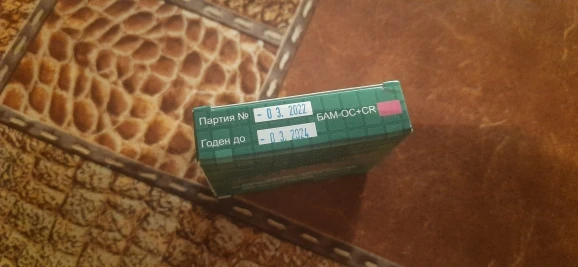 Партия № - 0 3. 2022 БАМ-ОС+CR
Годен до - 0 3. 2024